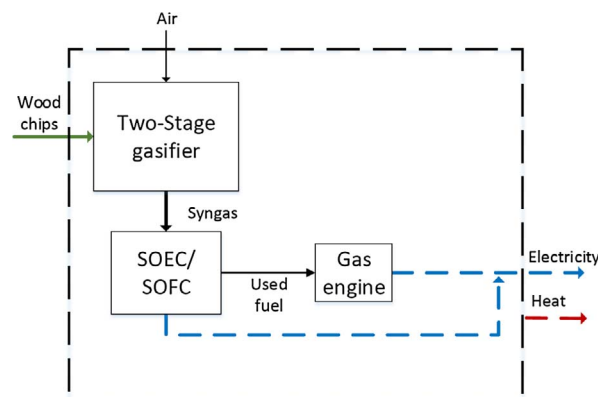 Air
Wood
chips
Two-Stage
gasifier
Syngas
SOEC/
SOFC
Used
fuel
Gas
engine
Electricity
Heat